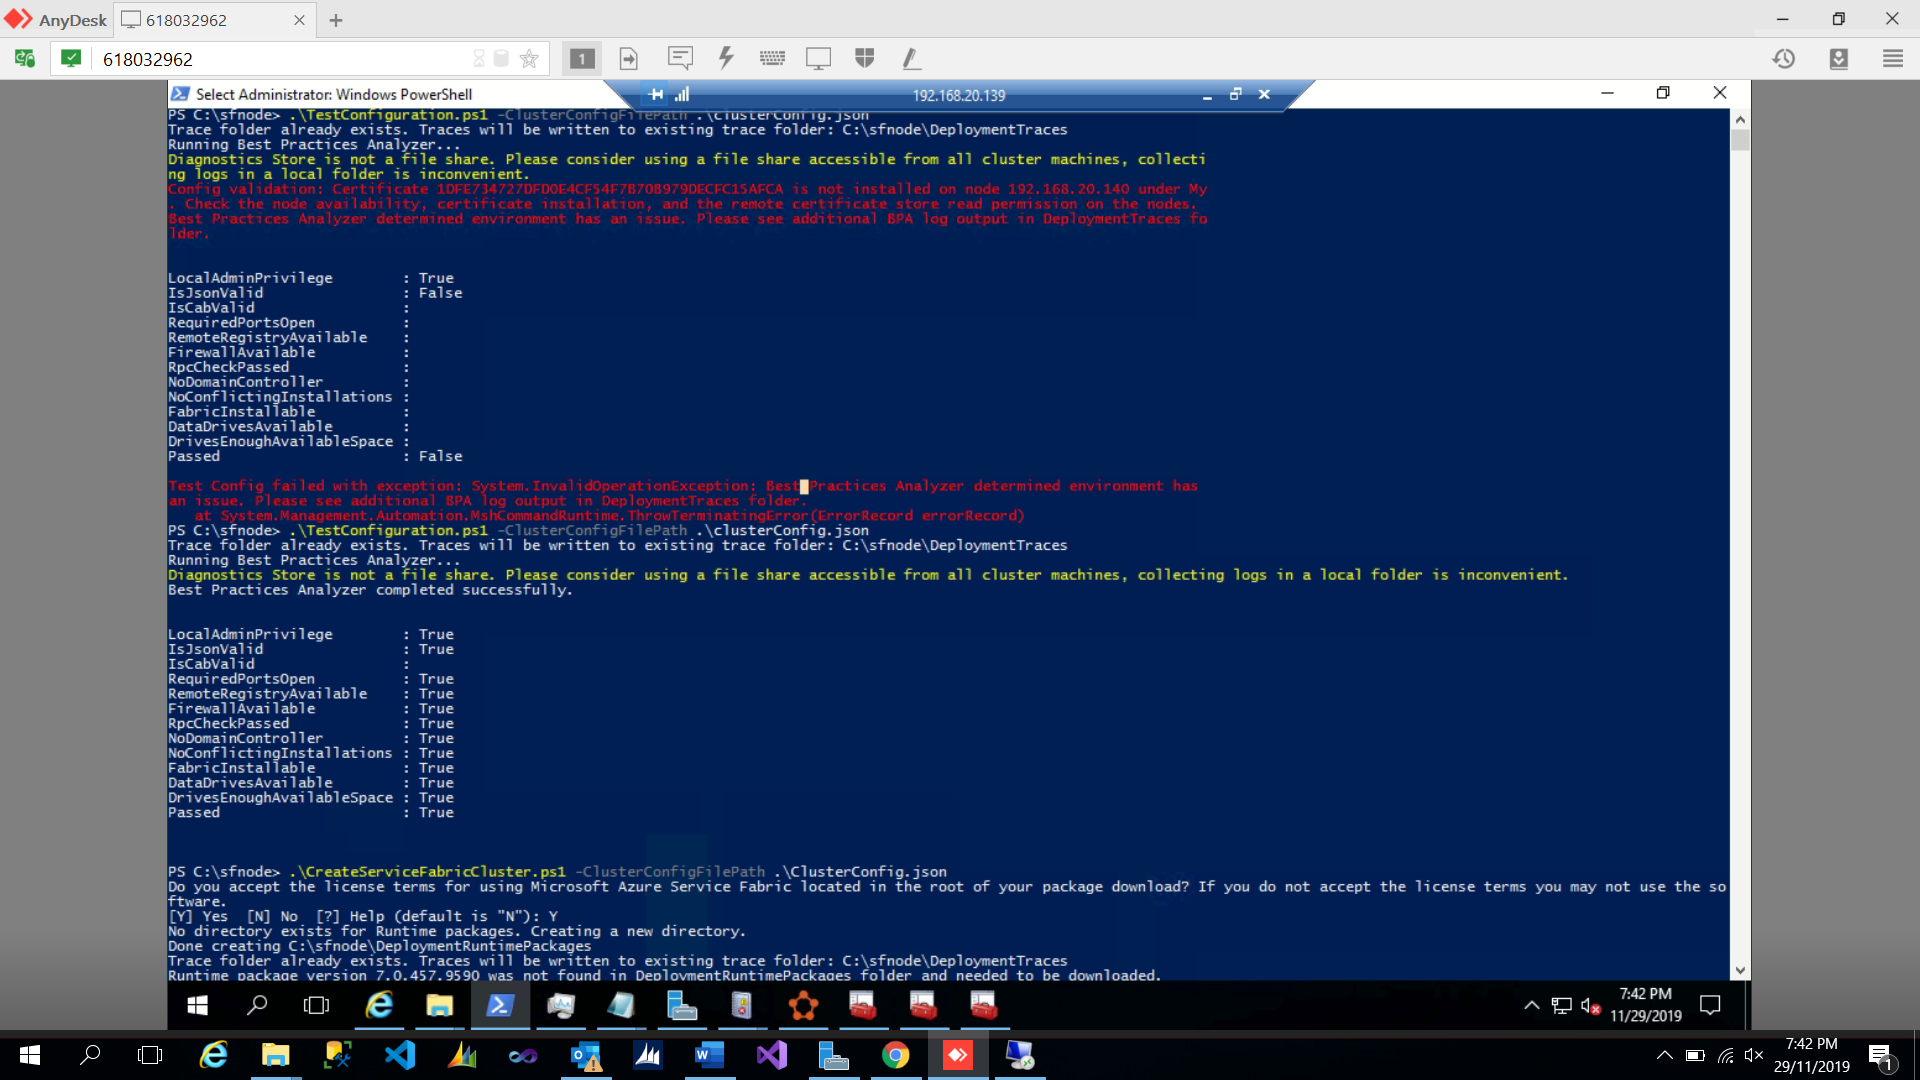 AnyDesk
618032962
618032962
1
Select Administrator: Windows PowerShell
192.168.20.139
PS C:\sfnode> .\TestConfiguration.ps1 -ClusterConfigFilePath .\clusterConfig.json
Trace folder already exists. Traces will be written to existing trace folder: C:\sfnode\DeploymentTraces
Running Best Practices Analyzer...
Diagnostics Store is not a file share. Please consider using a file share accessible from all cluster machines, collecti
ng logs in a local folder is inconvenient.
Config validation: Certificate 1DFE734727DFD0E4CF54F7B70B979DECFC15AFCA is not installed on node 192.168.20.140 under My
. Check the node availability, certificate installation, and the remote certificate store read permission on the nodes.
Best Practices Analyzer determined environment has an issue. Please see additional BPA log output in DeploymentTraces fo
lder.
LocalAdminPrivilege : True
IsJsonValid : False
IsCabValid :
RequiredPortsOpen :
RemoteRegistryAvailable :
FirewallAvailable :
RpcCheckPassed :
NoDomainController :
NoConflictingInstallations :
FabricInstallable :
DataDrivesAvailable :
DrivesEnoughAvailableSpace :
Passed : False
Test Config failed with exception: System.InvalidOperationException: Best Practices Analyzer determined environment has
an issue. Please see additional BPA log output in DeploymentTraces folder.
at System.Management.Automation.MshCommandRuntime.ThrowTerminatingError(ErrorRecord errorRecord)
PS C:\sfnode> .\TestConfiguration.ps1 -ClusterConfigFilePath .\clusterConfig.json
Trace folder already exists. Traces will be written to existing trace folder: C:\sfnode\DeploymentTraces
Running Best Practices Analyzer...
Diagnostics Store is not a file share. Please consider using a file share accessible from all cluster machines, collecting logs in a local folder is inconvenient.
Best Practices Analyzer completed successfully.
LocalAdminPrivilege : True
IsJsonValid : True
IsCabValid :
RequiredPortsOpen : True
RemoteRegistryAvailable : True
FirewallAvailable : True
RpcCheckPassed : True
NoDomainController : True
NoConflictingInstallations : True
FabricInstallable : True
DataDrivesAvailable : True
DrivesEnoughAvailableSpace : True
Passed : True
PS C:\sfnode> .\CreateServiceFabricCluster.ps1 -ClusterConfigFilePath .\ClusterConfig.json
Do you accept the license terms for using Microsoft Azure Service Fabric located in the root of your package download? If you do not accept the license terms you may not use the so
ftware.
[Y] Yes [N] No [?] Help (default is "N"): Y
No directory exists for Runtime packages. Creating a new directory.
Done creating C:\sfnode\DeploymentRuntimePackages
Trace folder already exists. Traces will be written to existing trace folder: C:\sfnode\DeploymentTraces
Runtime package version 7.0.457.9590 was not found in DeploymentRuntimePackages folder and needed to be downloaded.
7:42 PM
11/29/2019
7:42 PM
29/11/2019
1